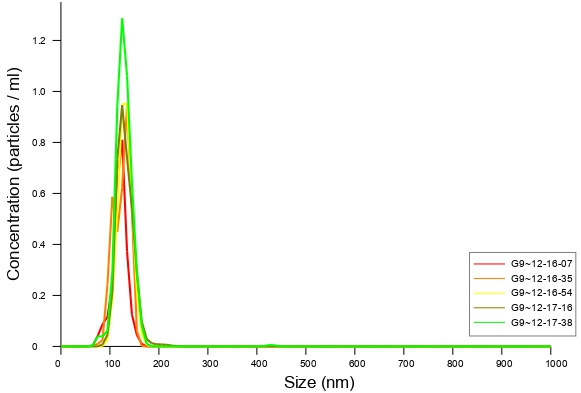 Concentration (particles / ml)
1.2
1.0
0.8
0.6
0.4
0.2
0
0 100 200 300 400 500 600 700 800 900 1000
Size (nm)
G9~12-16-07
G9~12-16-35
G9~12-16-54
G9~12-17-16
G9~12-17-38